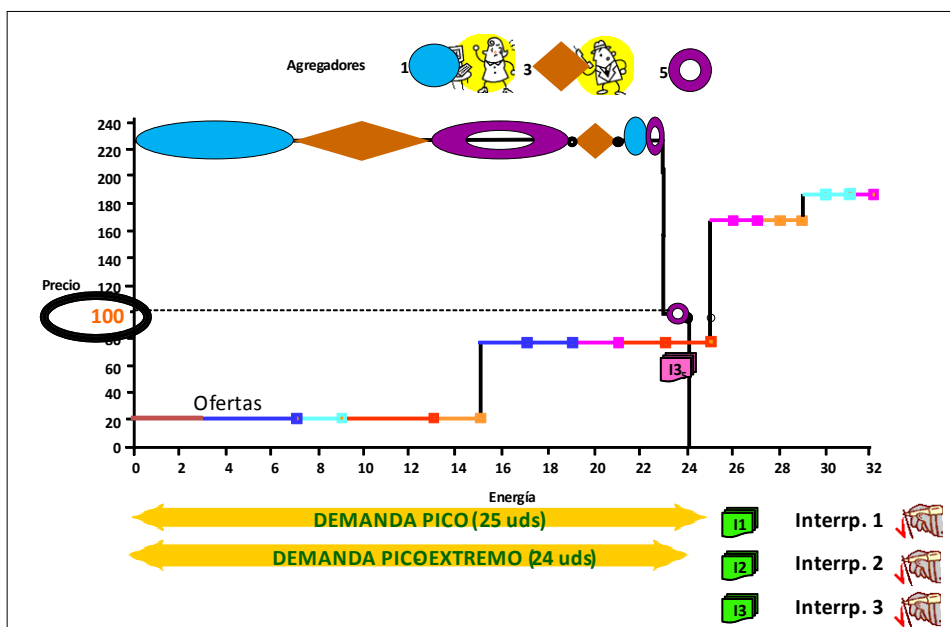 Agregadores
1
3
5
240
220
200
180
160
140
120
Precio
100
80
60
40
20
0
Ofertas
I3₅
0 2 4 6 8 10 12 14 16 18 20 22 24 26 28 30 32
Energía
DEMANDA PICO (25 uds)
I1 Interrp. 1
DEMANDA PICOEXTREMO (24 uds)
I2 Interrp. 2
I3 Interrp. 3